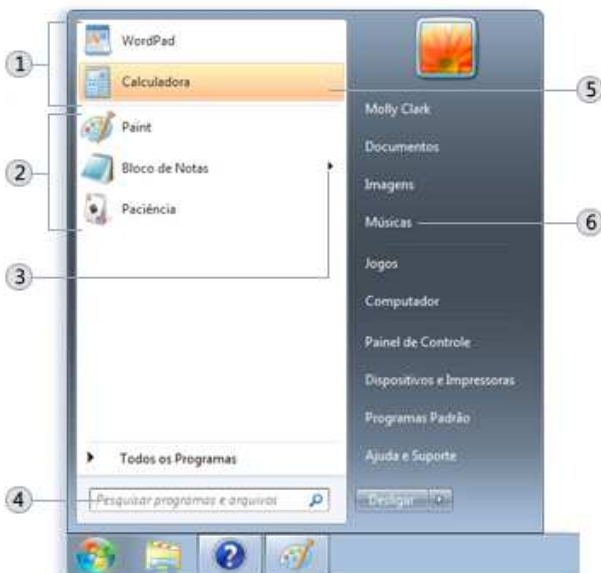 1
WordPad
Calculadora
5
2
Paint
Bloco de Notas
Paciência
3
Todos os Programas
4
Pesquisar programas e arquivos
Molly Clark
Documentos
Imagens
Músicas
6
Jogos
Computador
Painel de Controle
Dispositivos e Impressoras
Programas Padrão
Ajuda e Suporte
Desligar
?